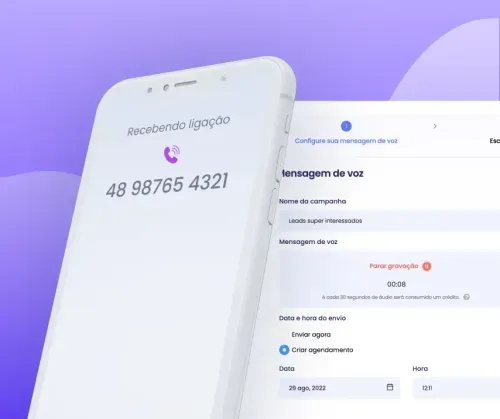 Recebendo ligação
48 98765 4321
1
Configure sua mensagem de voz
Esc
Mensagem de voz
Nome da campanha
Leads super interessados
Mensagem de voz
Parar gravação
00:08
A cada 20 segundos de áudio será consumido um crédito.
Data e hora do envio
Enviar agora
Criar agendamento
Data
Hora
29 ago, 2022
12:11